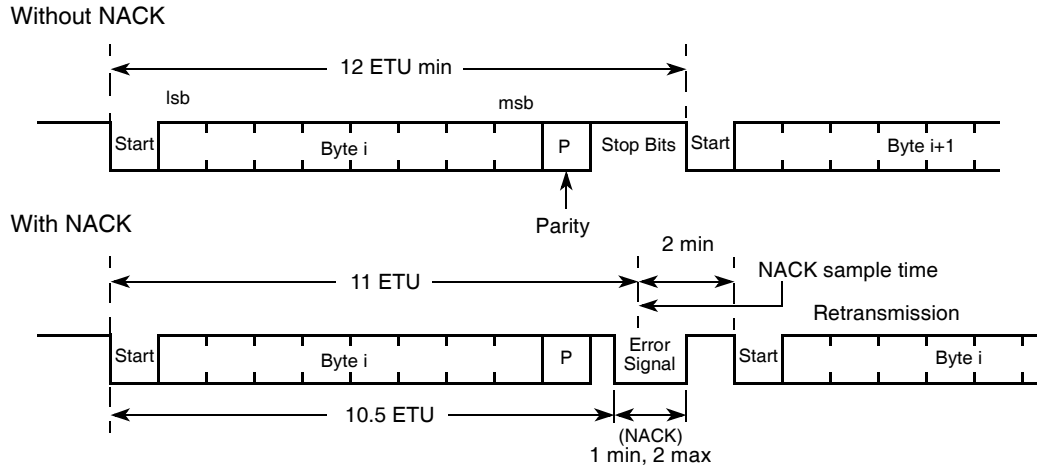 Without NACK
12 ETU min
lsb
msb
Start
Byte i
P
Stop Bits
Start
Byte i+1
Parity
With NACK
2 min
11 ETU
NACK sample time
Retransmission
Start
Byte i
P
Error
Signal
Start
Byte i
10.5 ETU
(NACK)
1 min, 2 max